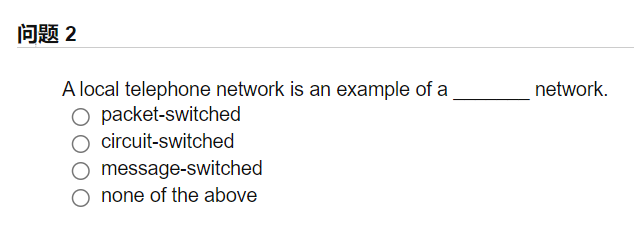 问题 2
A local telephone network is an example of a ________ network.
packet-switched
circuit-switched
message-switched
none of the above